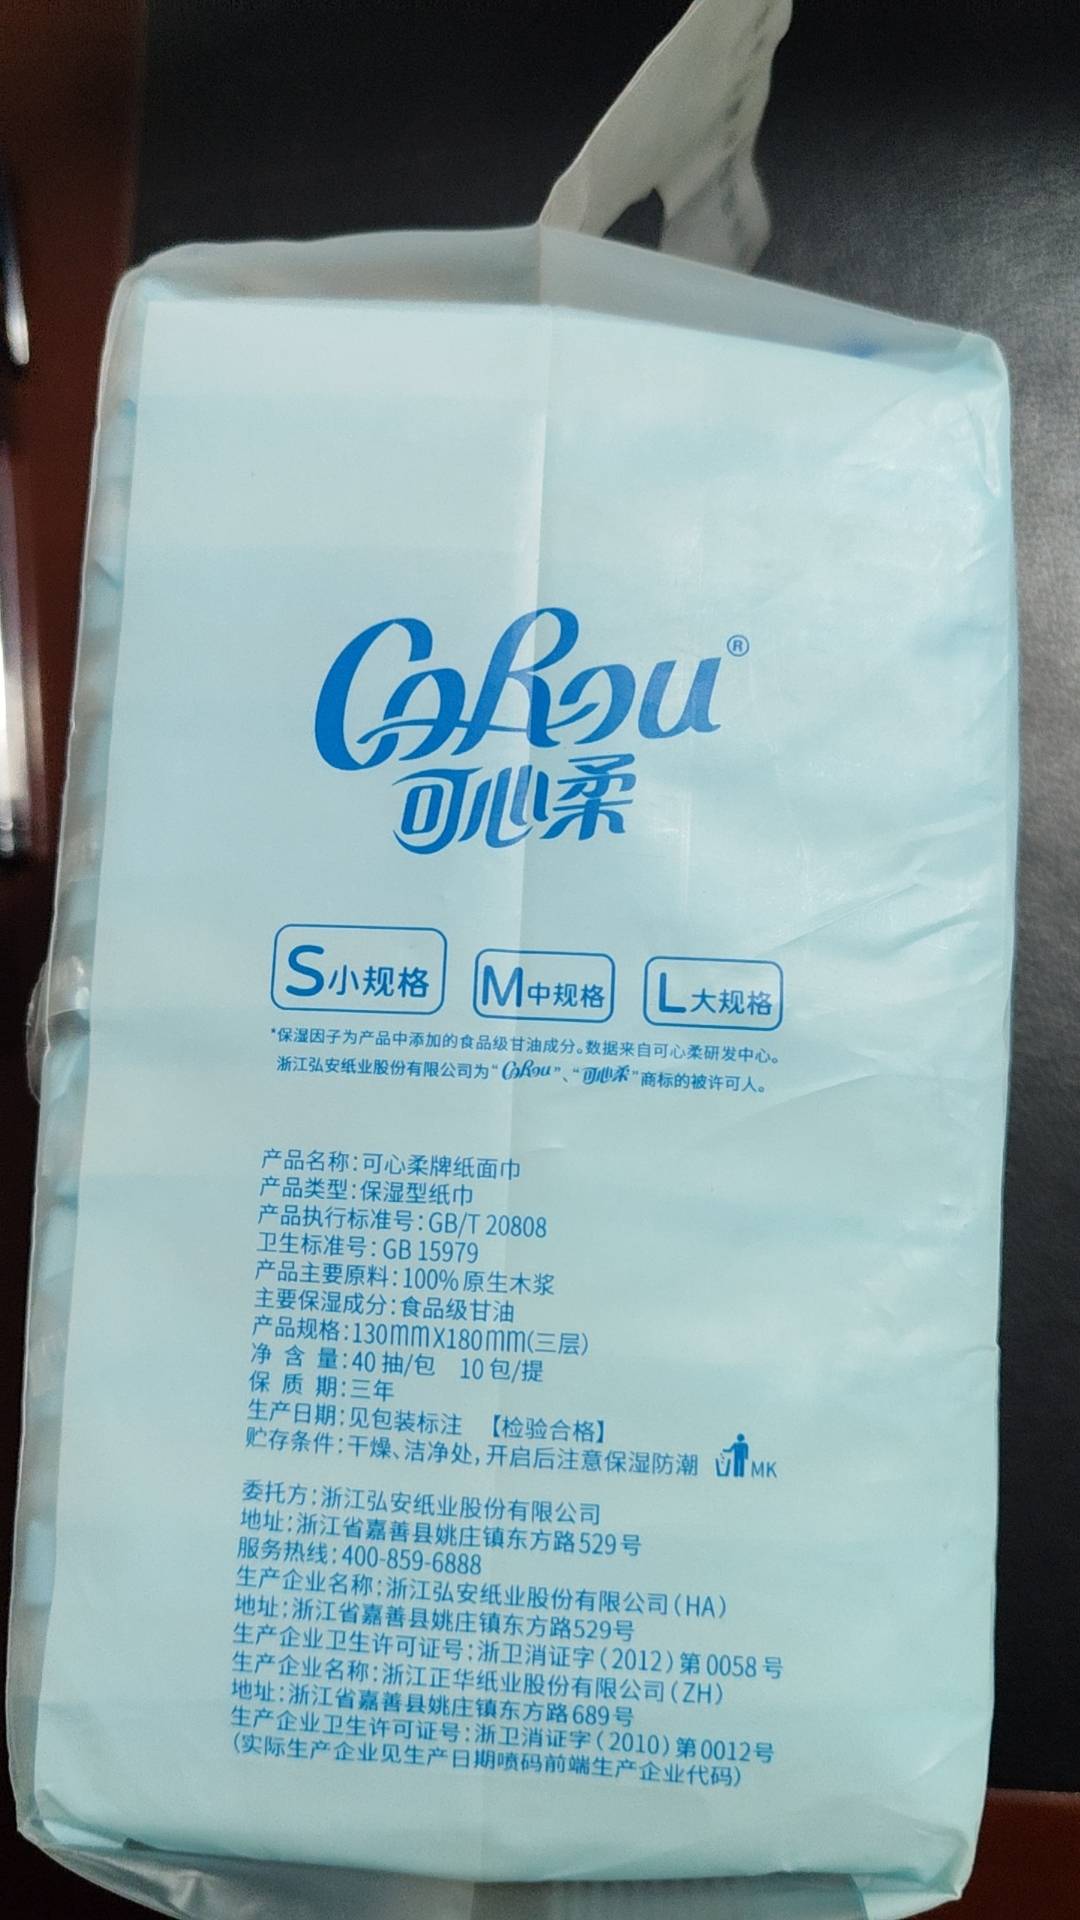 CoRou®
可心柔
S小规格 M中规格 L大规格
*保湿因子为产品中添加的食品级甘油成分。数据来自可心柔研发中心。
浙江弘安纸业股份有限公司为“CoRou”、“可心柔”商标的被许可人。
产品名称:可心柔牌纸面巾
产品类型:保湿型纸巾
产品执行标准号:GB/T 20808
卫生标准号:GB 15979
产品主要原料:100%原生木浆
主要保湿成分:食品级甘油
产品规格:130mmX180mm(三层)
净 含 量:40抽/包 10包/提
保 质 期:三年
生产日期:见包装标注 【检验合格】
贮存条件:干燥、洁净处,开启后注意保湿防潮 MK
委托方:浙江弘安纸业股份有限公司
地址:浙江省嘉善县姚庄镇东方路529号
服务热线:400-859-6888
生产企业名称:浙江弘安纸业股份有限公司(HA)
地址:浙江省嘉善县姚庄镇东方路529号
生产企业卫生许可证号:浙卫消证字(2012)第0058号
生产企业名称:浙江正华纸业股份有限公司(ZH)
地址:浙江省嘉善县姚庄镇东方路689号
生产企业卫生许可证号:浙卫消证字(2010)第0012号
(实际生产企业见生产日期喷码前端生产企业代码)